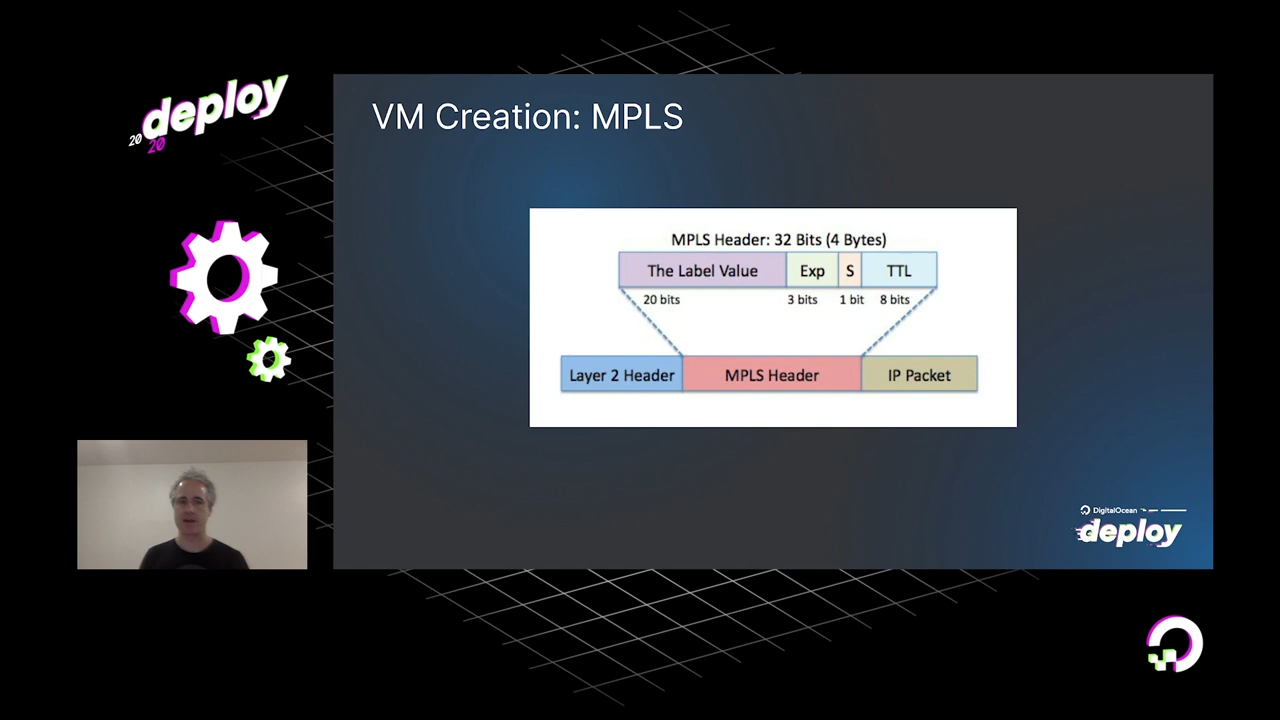 deploy
20
20
VM Creation: MPLS
MPLS Header: 32 Bits (4 Bytes)
The Label Value Exp S TTL
20 bits 3 bits 1 bit 8 bits
Layer 2 Header MPLS Header IP Packet
DigitalOcean
deploy